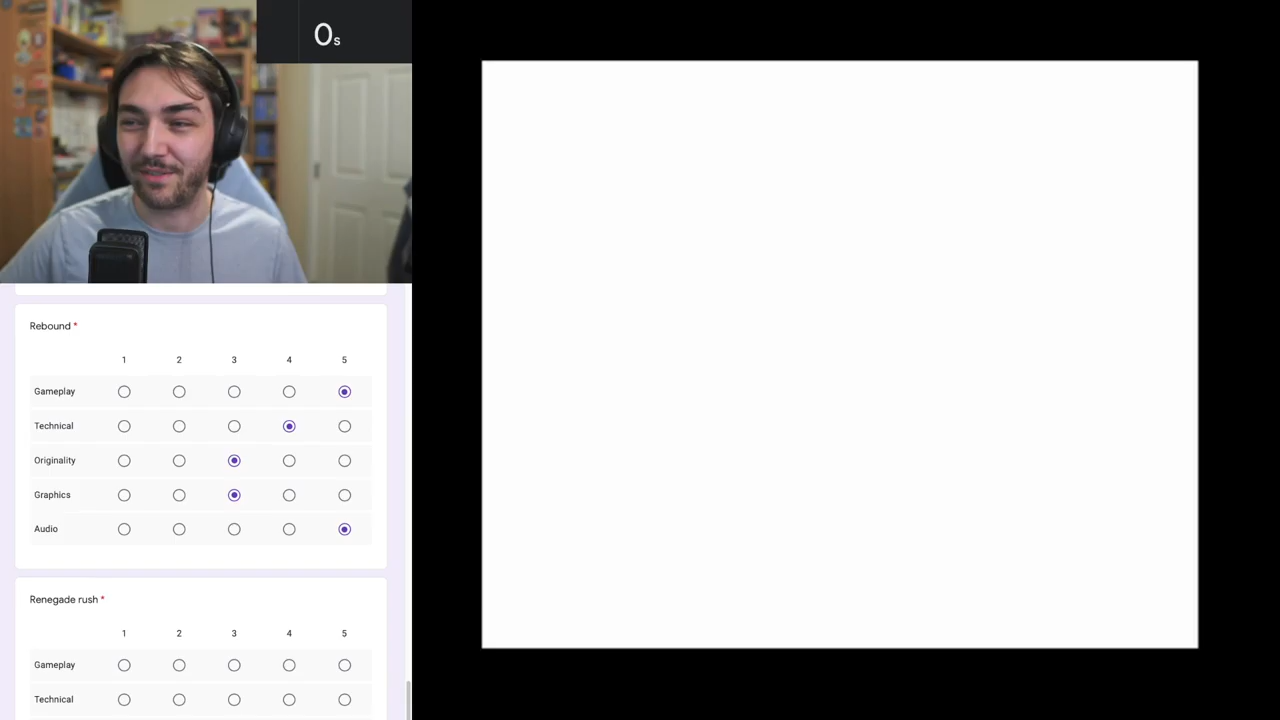 0s
Rebound *
1 2 3 4 5
Gameplay
Technical
Originality
Graphics
Audio
Renegade rush *
1 2 3 4 5
Gameplay
Technical